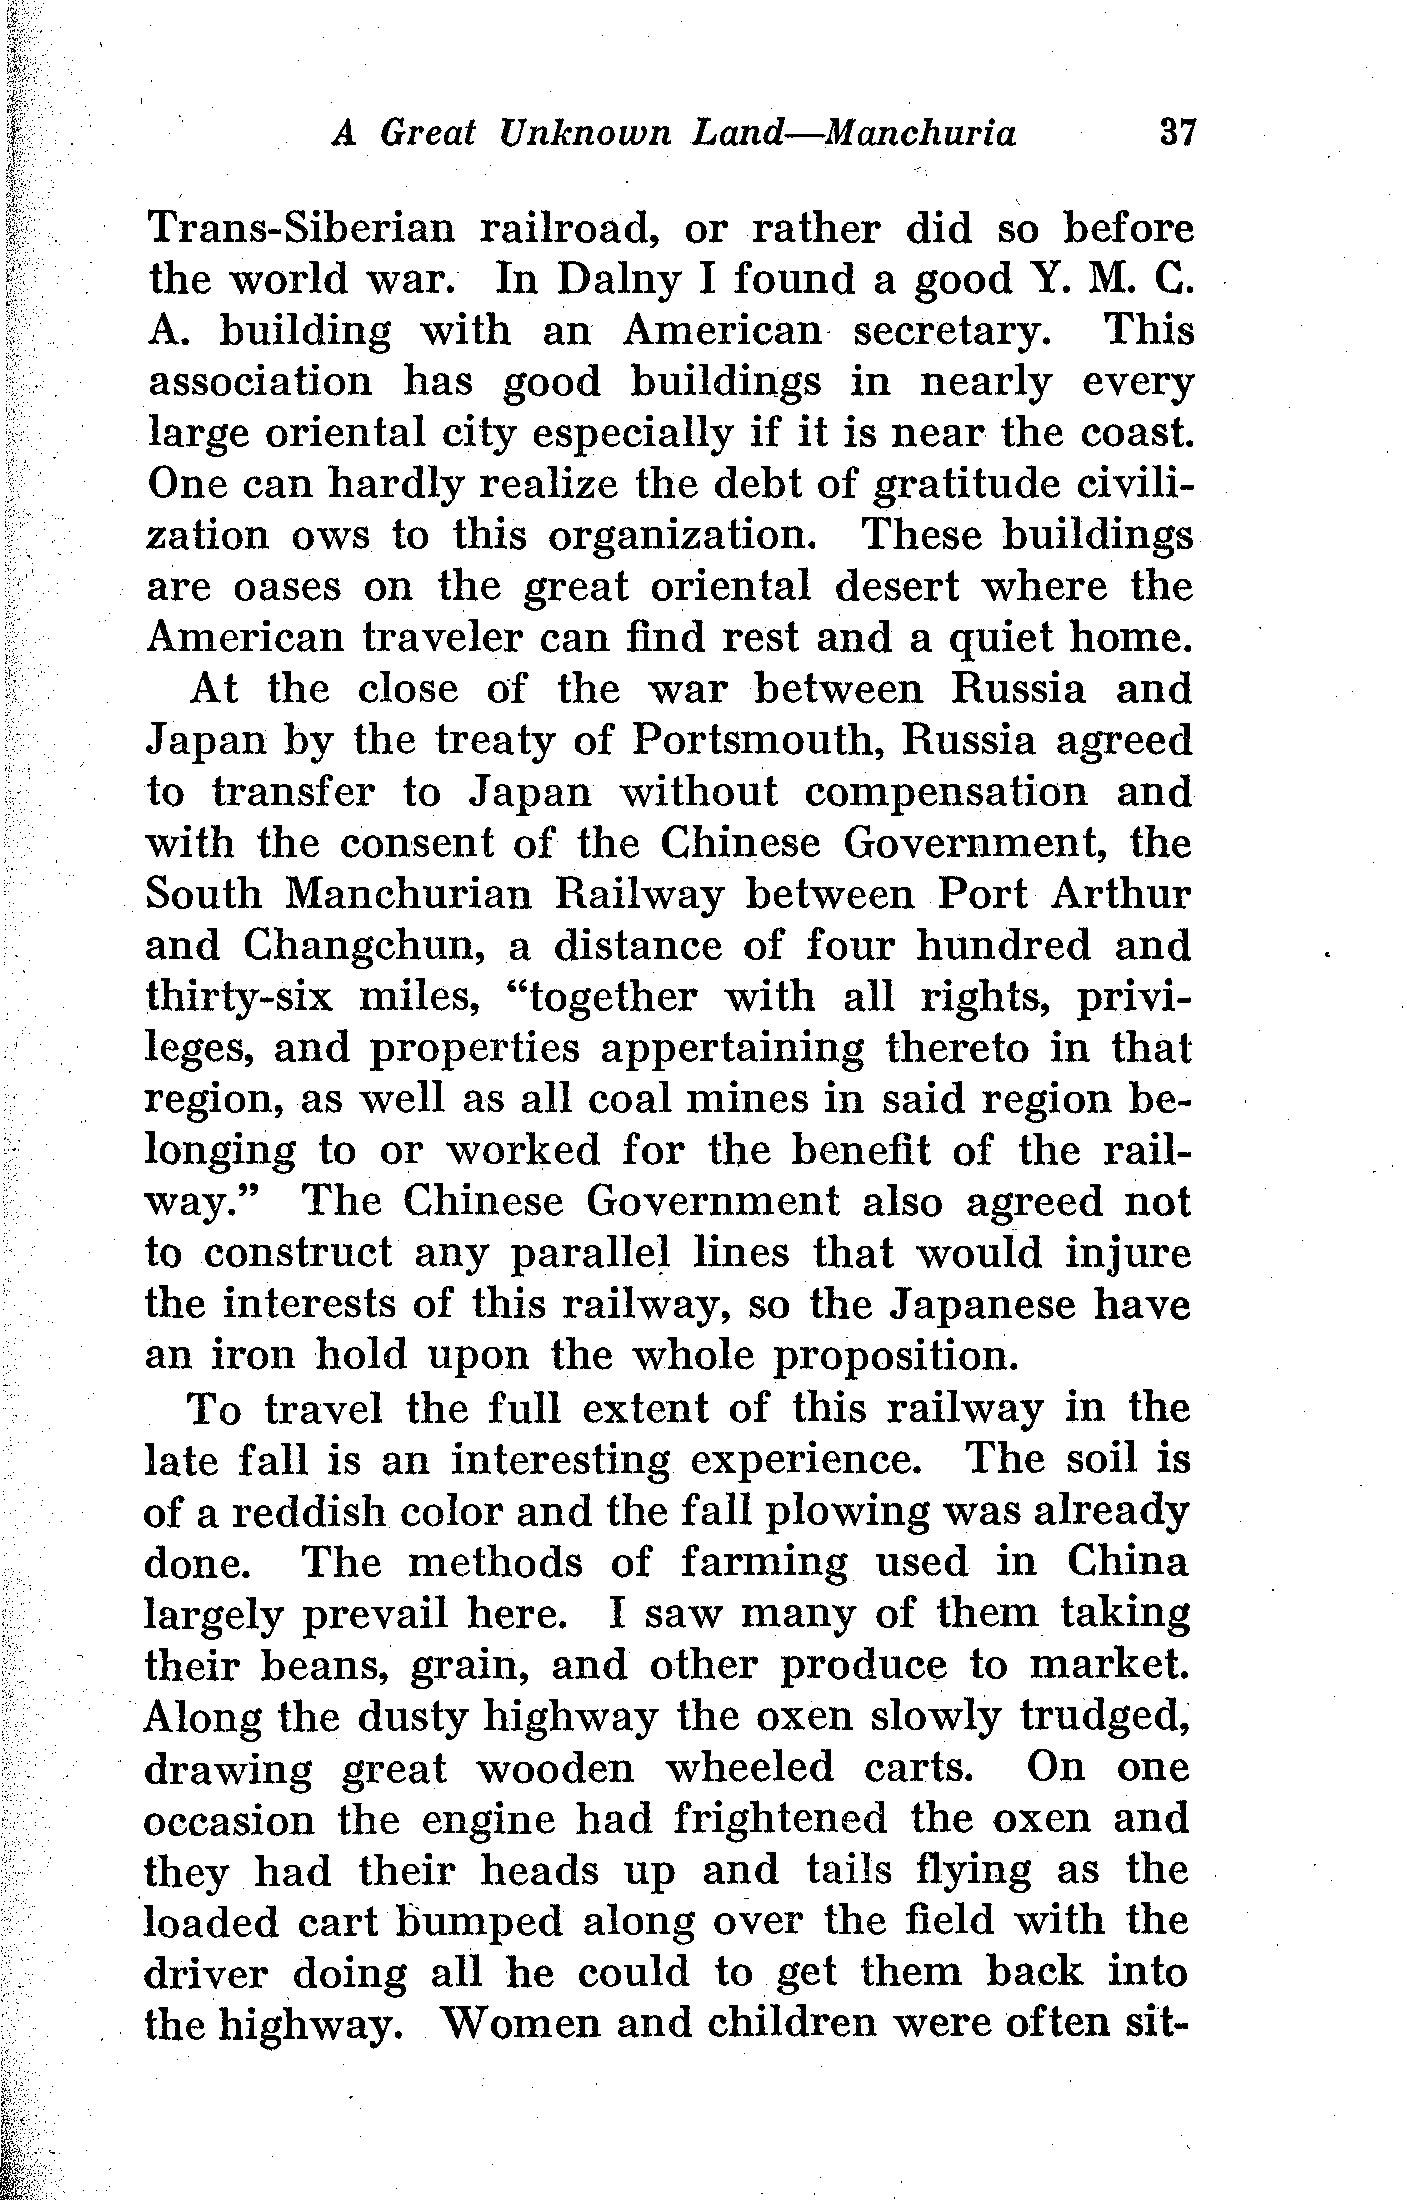 A Great Unknown Land—Manchuria 37
Trans-Siberian railroad, or rather did so before
the world war. In Dalny I found a good Y. M. C.
A. building with an American secretary. This
association has good buildings in nearly every
large oriental city especially if it is near the coast.
One can hardly realize the debt of gratitude civili-
zation ows to this organization. These buildings
are oases on the great oriental desert where the
American traveler can find rest and a quiet home.
At the close of the war between Russia and
Japan by the treaty of Portsmouth, Russia agreed
to transfer to Japan without compensation and
with the consent of the Chinese Government, the
South Manchurian Railway between Port Arthur
and Changchun, a distance of four hundred and
thirty-six miles, “together with all rights, privi-
leges, and properties appertaining thereto in that
region, as well as all coal mines in said region be-
longing to or worked for the benefit of the rail-
way.” The Chinese Government also agreed not
to construct any parallel lines that would injure
the interests of this railway, so the Japanese have
an iron hold upon the whole proposition.
To travel the full extent of this railway in the
late fall is an interesting experience. The soil is
of a reddish color and the fall plowing was already
done. The methods of farming used in China
largely prevail here. I saw many of them taking
their beans, grain, and other produce to market.
Along the dusty highway the oxen slowly trudged,
drawing great wooden wheeled carts. On one
occasion the engine had frightened the oxen and
they had their heads up and tails flying as the
loaded cart bumped along over the field with the
driver doing all he could to get them back into
the highway. Women and children were often sit-